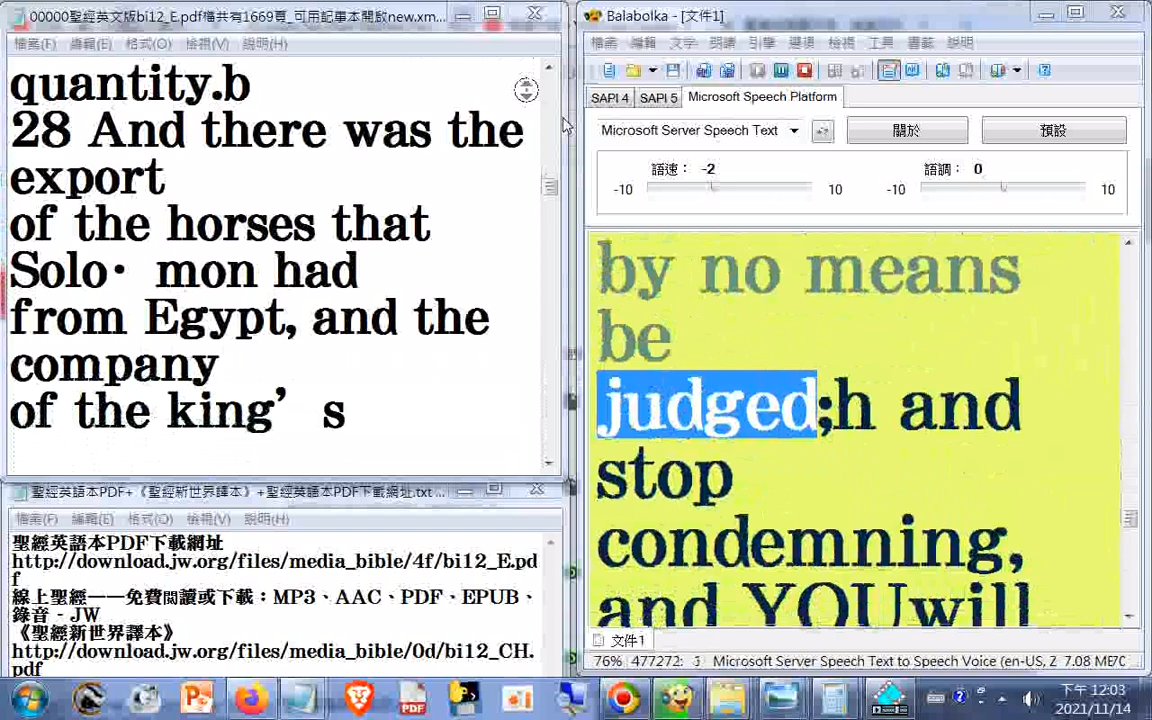 00000聖經英文版bi12_E.pdf檔共有1669頁_可用記事本開啟new.xm...
檔案(F) 編輯(E) 格式(O) 檢視(V) 說明(H)
quantity.b
28 And there was the
export
of the horses that
Solo· mon had
from Egypt, and the
company
of the king’ s
聖經英語本PDF+《聖經新世界譯本》+聖經英語本PDF下載網址.txt ...
檔案(F) 編輯(E) 格式(O) 檢視(V) 說明(H)
聖經英語本PDF下載網址
http://download.jw.org/files/media_bible/4f/bi12_E.pd
f
線上聖經——免費閱讀或下載：MP3、AAC、PDF、EPUB、
錄音 - JW
《聖經新世界譯本》
http://download.jw.org/files/media_bible/0d/bi12_CH.
pdf
Balabolka - [文件1]
檔案 編輯 文字 朗讀 引擎 選項 檢視 工具 書籤 說明
SAPI 4 SAPI 5 Microsoft Speech Platform
Microsoft Server Speech Text 關於 預設
語速： -2 語調： 0
-10 10 -10 10
by no means
be
judged;h and
stop
condemning,
and YOUwill
文件1
76% 477272: Microsoft Server Speech Text to Speech Voice (en-US, Z 7.08 ME
PDF
下午 12:03
2021/11/14